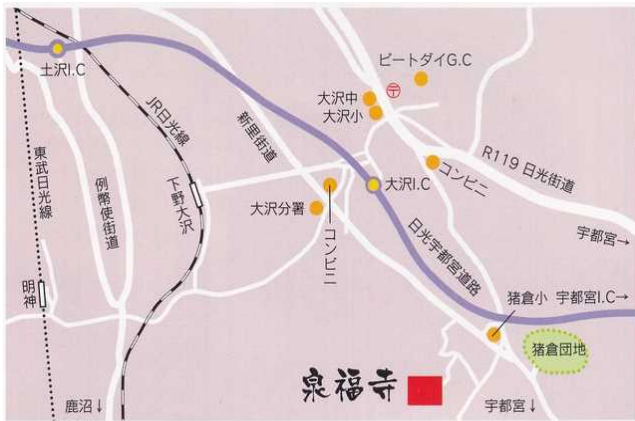 土沢I.C
ビートダイG.C
大沢中
〒
大沢小
JR日光線
新里街道
R119 日光街道
コンビニ
東武日光線
例幣使街道
下野大沢
大沢I.C
大沢分署
コンビニ
日光宇都宮道路
宇都宮→
明神
猪倉小
宇都宮I.C→
猪倉団地
泉福寺
鹿沼↓
宇都宮↓